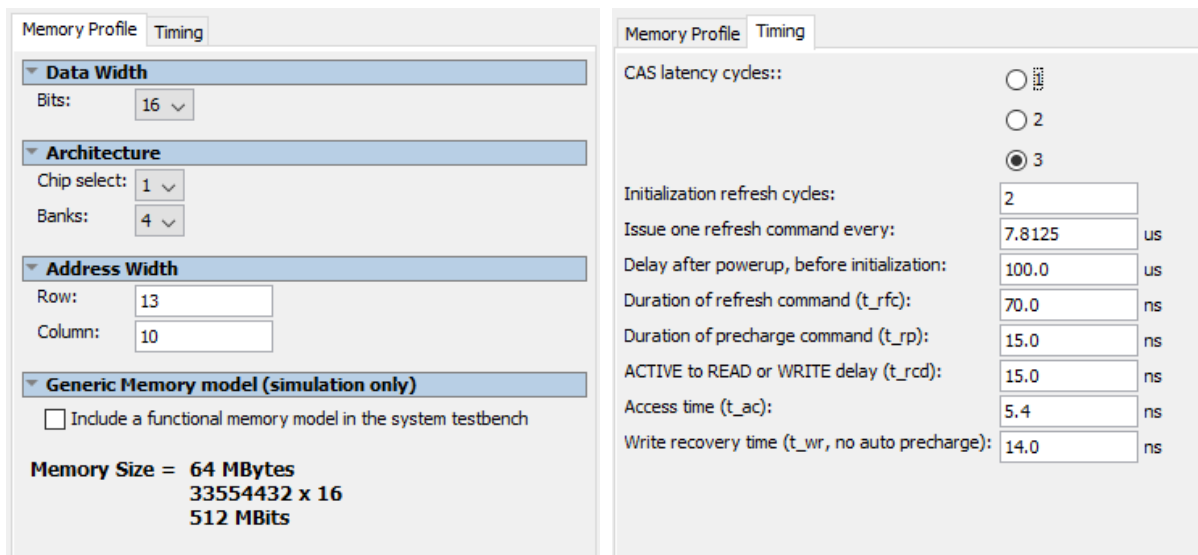 Memory Profile Timing
Data Width
Bits: 16
Architecture
Chip select: 1
Banks: 4
Address Width
Row: 13
Column: 10
Generic Memory model (simulation only)
Include a functional memory model in the system testbench
Memory Size = 64 MBytes
33554432 x 16
512 MBits
Memory Profile Timing
CAS latency cycles:: 1
2
3
Initialization refresh cycles: 2
Issue one refresh command every: 7.8125 us
Delay after powerup, before initialization: 100.0 us
Duration of refresh command (t_rfc): 70.0 ns
Duration of precharge command (t_rp): 15.0 ns
ACTIVE to READ or WRITE delay (t_rcd): 15.0 ns
Access time (t_ac): 5.4 ns
Write recovery time (t_wr, no auto precharge): 14.0 ns